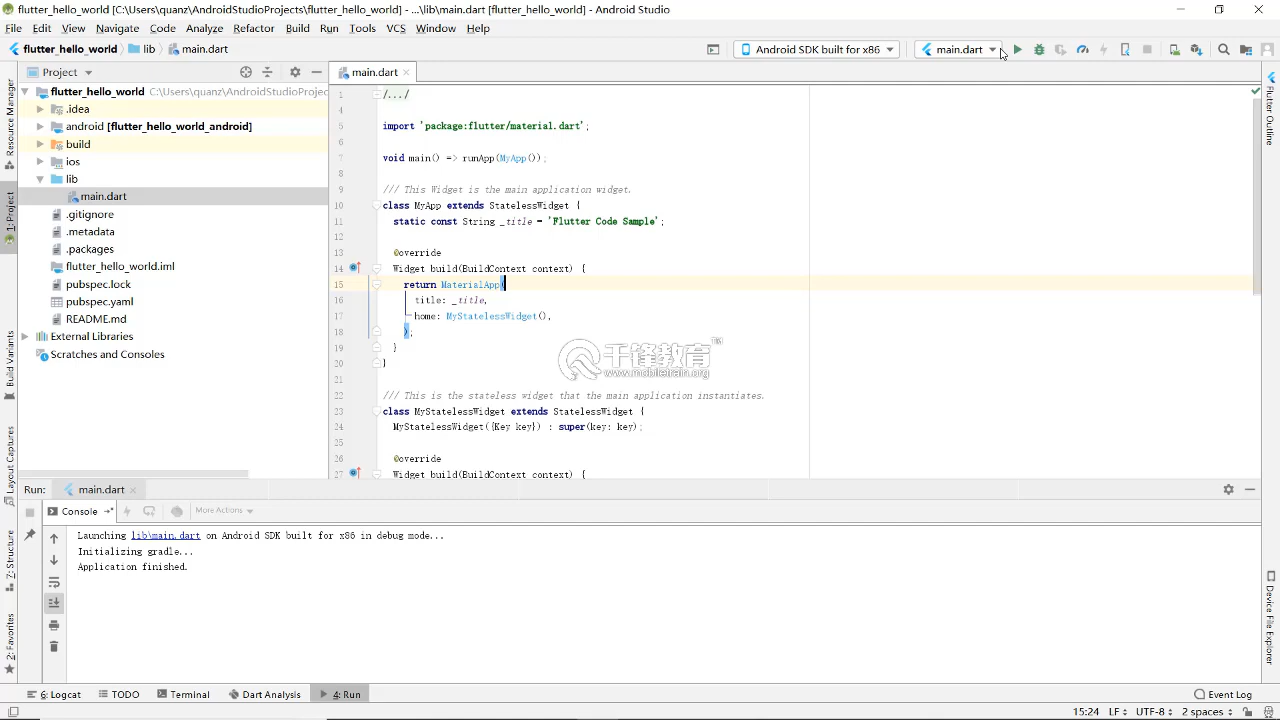 flutter_hello_world [C:\Users\quanz\AndroidStudioProjects\flutter_hello_world] - ...\lib\main.dart [flutter_hello_world] - Android Studio
File Edit View Navigate Code Analyze Refactor Build Run Tools VCS Window Help
flutter_hello_world lib main.dart Android SDK built for x86 main.dart
Project
flutter_hello_world C:\Users\quanz\AndroidStudioProjec
.idea
android [flutter_hello_world_android]
build
ios
lib
main.dart
.gitignore
.metadata
.packages
flutter_hello_world.iml
pubspec.lock
pubspec.yaml
README.md
External Libraries
Scratches and Consoles
Resource Manager
1: Project
Build Variants
Layout Captures
7: Structure
2: Favorites
main.dart
1 /.../
4
5 import 'package:flutter/material.dart';
6
7 void main() => runApp(MyApp());
8
9 /// This Widget is the main application widget.
10 class MyApp extends StatelessWidget {
11 static const String _title = 'Flutter Code Sample';
12
13 @override
14 Widget build(BuildContext context) {
15 return MaterialApp(
16 title: _title,
17 home: MyStatelessWidget(),
18 );
19 }
20 }
21
22 /// This is the stateless widget that the main application instantiates.
23 class MyStatelessWidget extends StatelessWidget {
24 MyStatelessWidget({Key key}) : super(key: key);
25
26 @override
27 Widget build(BuildContext context) {
千锋教育 TM
www.mobiletrain.org
Flutter Outline
Device File Explorer
Run: main.dart
Console More Actions
Launching lib\main.dart on Android SDK built for x86 in debug mode...
Initializing gradle...
Application finished.
6: Logcat TODO Terminal Dart Analysis 4: Run Event Log
15:24 LF UTF-8 2 spaces